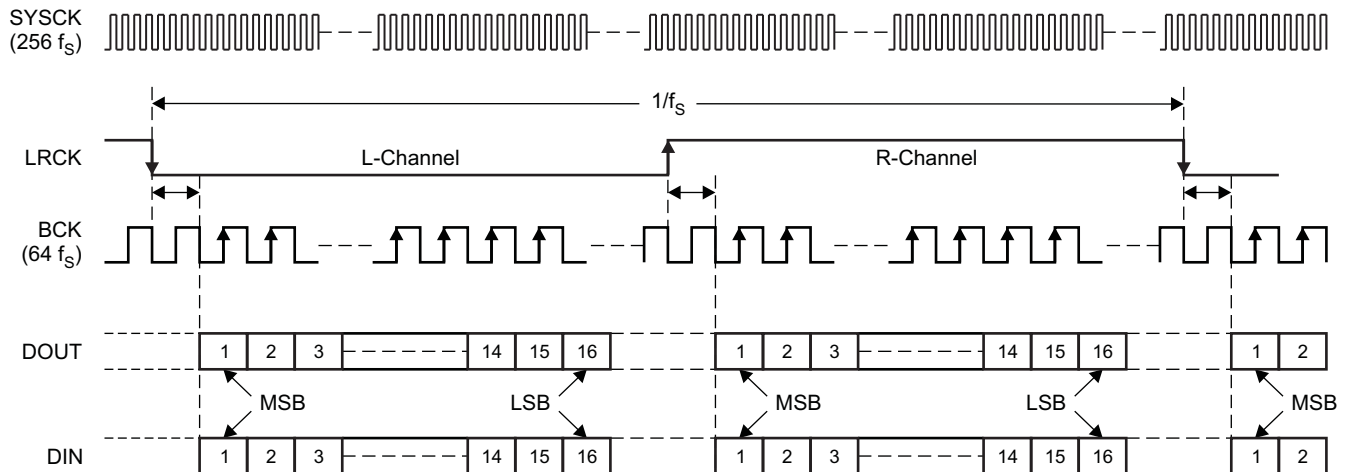 SYSCK
(256 fS)
1/fS
LRCK
L-Channel
R-Channel
BCK
(64 fS)
DOUT
1 2 3 14 15 16 1 2 3 14 15 16 1 2
MSB LSB MSB LSB MSB
DIN
1 2 3 14 15 16 1 2 3 14 15 16 1 2